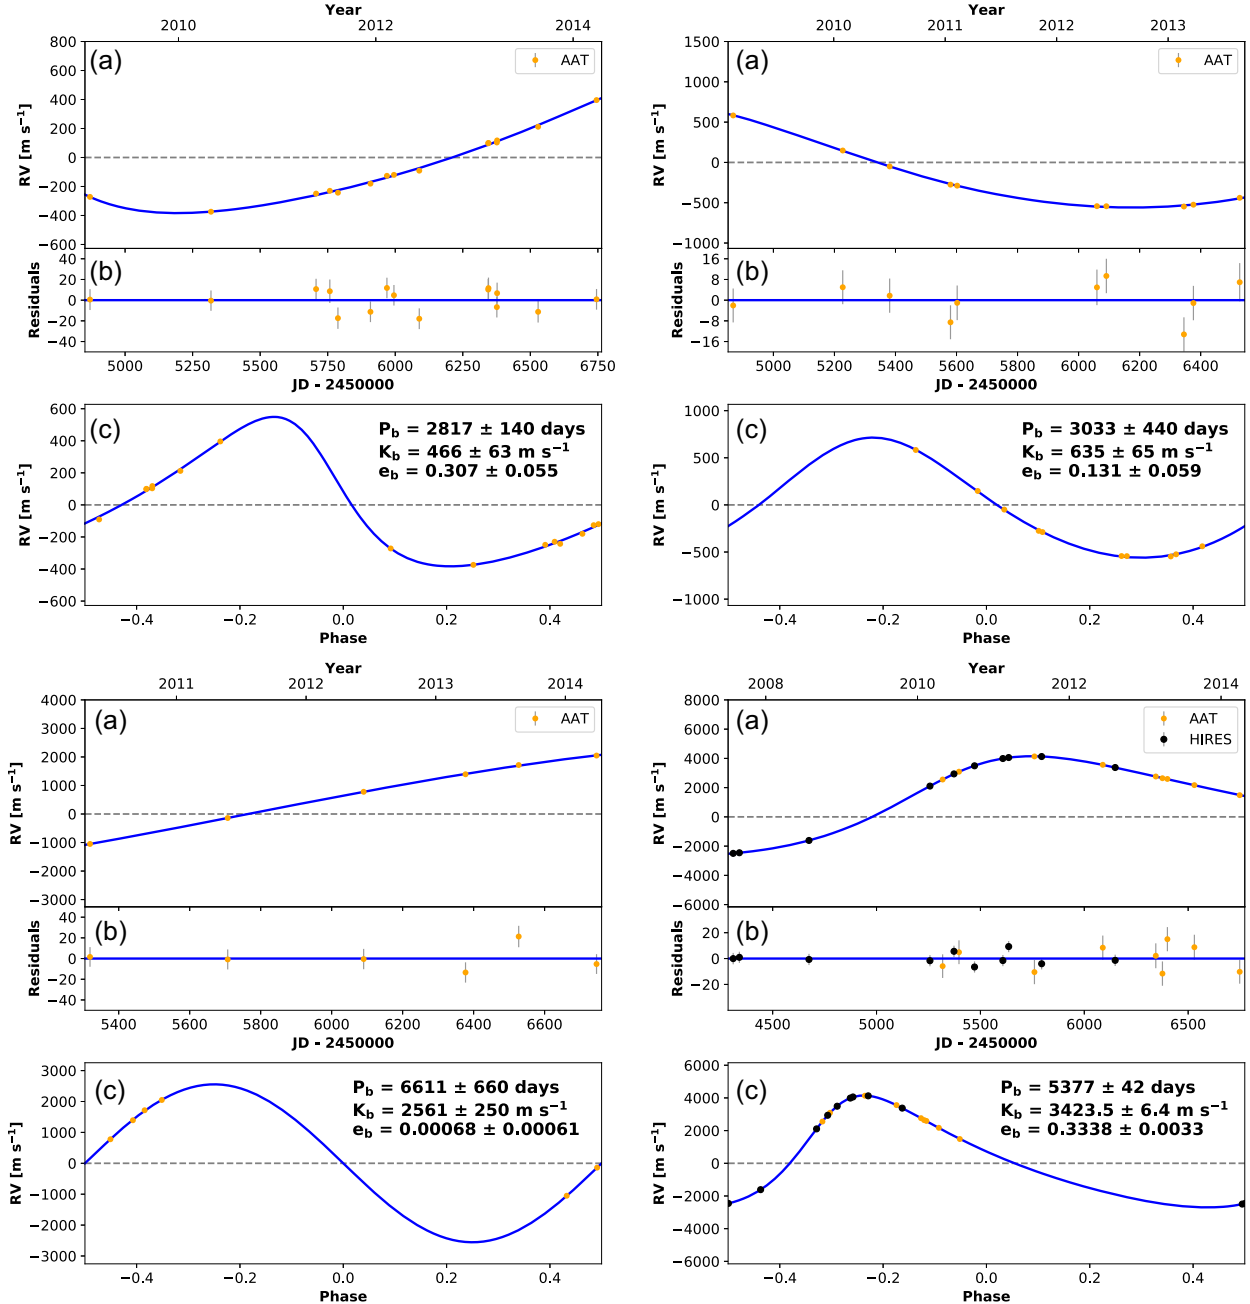 Year
2010 2012 2014
(a)
AAT
RV [m s⁻¹]
800
600
400
200
0
−200
−400
−600
(b)
Residuals
40
20
0
−20
−40
5000 5250 5500 5750 6000 6250 6500 6750
JD - 2450000
(c)
P_b = 2817 ± 140 days
K_b = 466 ± 63 m s⁻¹
e_b = 0.307 ± 0.055
RV [m s⁻¹]
600
400
200
0
−200
−400
−600
−0.4 −0.2 0.0 0.2 0.4
Phase
Year
2010 2011 2012 2013
(a)
AAT
RV [m s⁻¹]
1500
1000
500
0
−500
−1000
(b)
Residuals
16
8
0
−8
−16
5000 5200 5400 5600 5800 6000 6200 6400
JD - 2450000
(c)
P_b = 3033 ± 440 days
K_b = 635 ± 65 m s⁻¹
e_b = 0.131 ± 0.059
RV [m s⁻¹]
1000
500
0
−500
−1000
−0.4 −0.2 0.0 0.2 0.4
Phase
Year
2011 2012 2013 2014
(a)
AAT
RV [m s⁻¹]
4000
3000
2000
1000
0
−1000
−2000
−3000
(b)
Residuals
40
20
0
−20
−40
5400 5600 5800 6000 6200 6400 6600
JD - 2450000
(c)
P_b = 6611 ± 660 days
K_b = 2561 ± 250 m s⁻¹
e_b = 0.00068 ± 0.00061
RV [m s⁻¹]
3000
2000
1000
0
−1000
−2000
−3000
−0.4 −0.2 0.0 0.2 0.4
Phase
Year
2008 2010 2012 2014
(a)
AAT
HIRES
RV [m s⁻¹]
8000
6000
4000
2000
0
−2000
−4000
−6000
(b)
Residuals
20
0
−20
4500 5000 5500 6000 6500
JD - 2450000
(c)
P_b = 5377 ± 42 days
K_b = 3423.5 ± 6.4 m s⁻¹
e_b = 0.3338 ± 0.0033
RV [m s⁻¹]
6000
4000
2000
0
−2000
−4000
−6000
−0.4 −0.2 0.0 0.2 0.4
Phase